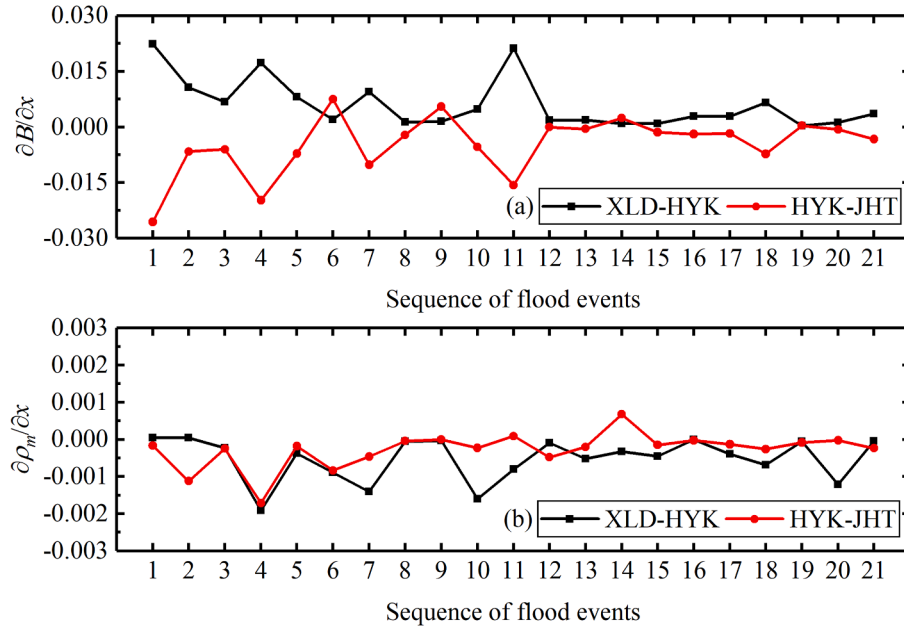 0.030
0.015
0.000
-0.015
-0.030
∂B/∂x
(a) XLD-HYK HYK-JHT
1 2 3 4 5 6 7 8 9 10 11 12 13 14 15 16 17 18 19 20 21
Sequence of flood events
0.003
0.002
0.001
0.000
-0.001
-0.002
-0.003
∂ρm/∂x
(b) XLD-HYK HYK-JHT
1 2 3 4 5 6 7 8 9 10 11 12 13 14 15 16 17 18 19 20 21
Sequence of flood events